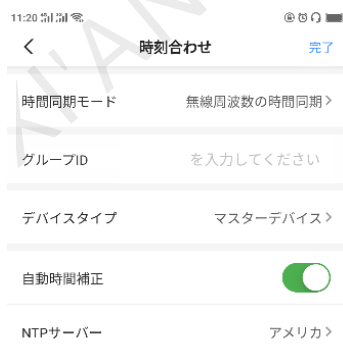 11:20
時刻合わせ
完了
時間同期モード 無線周波数の時間同期
グループID を入力してください
デバイスタイプ マスターデバイス
自動時間補正
NTPサーバー アメリカ
XI'AN